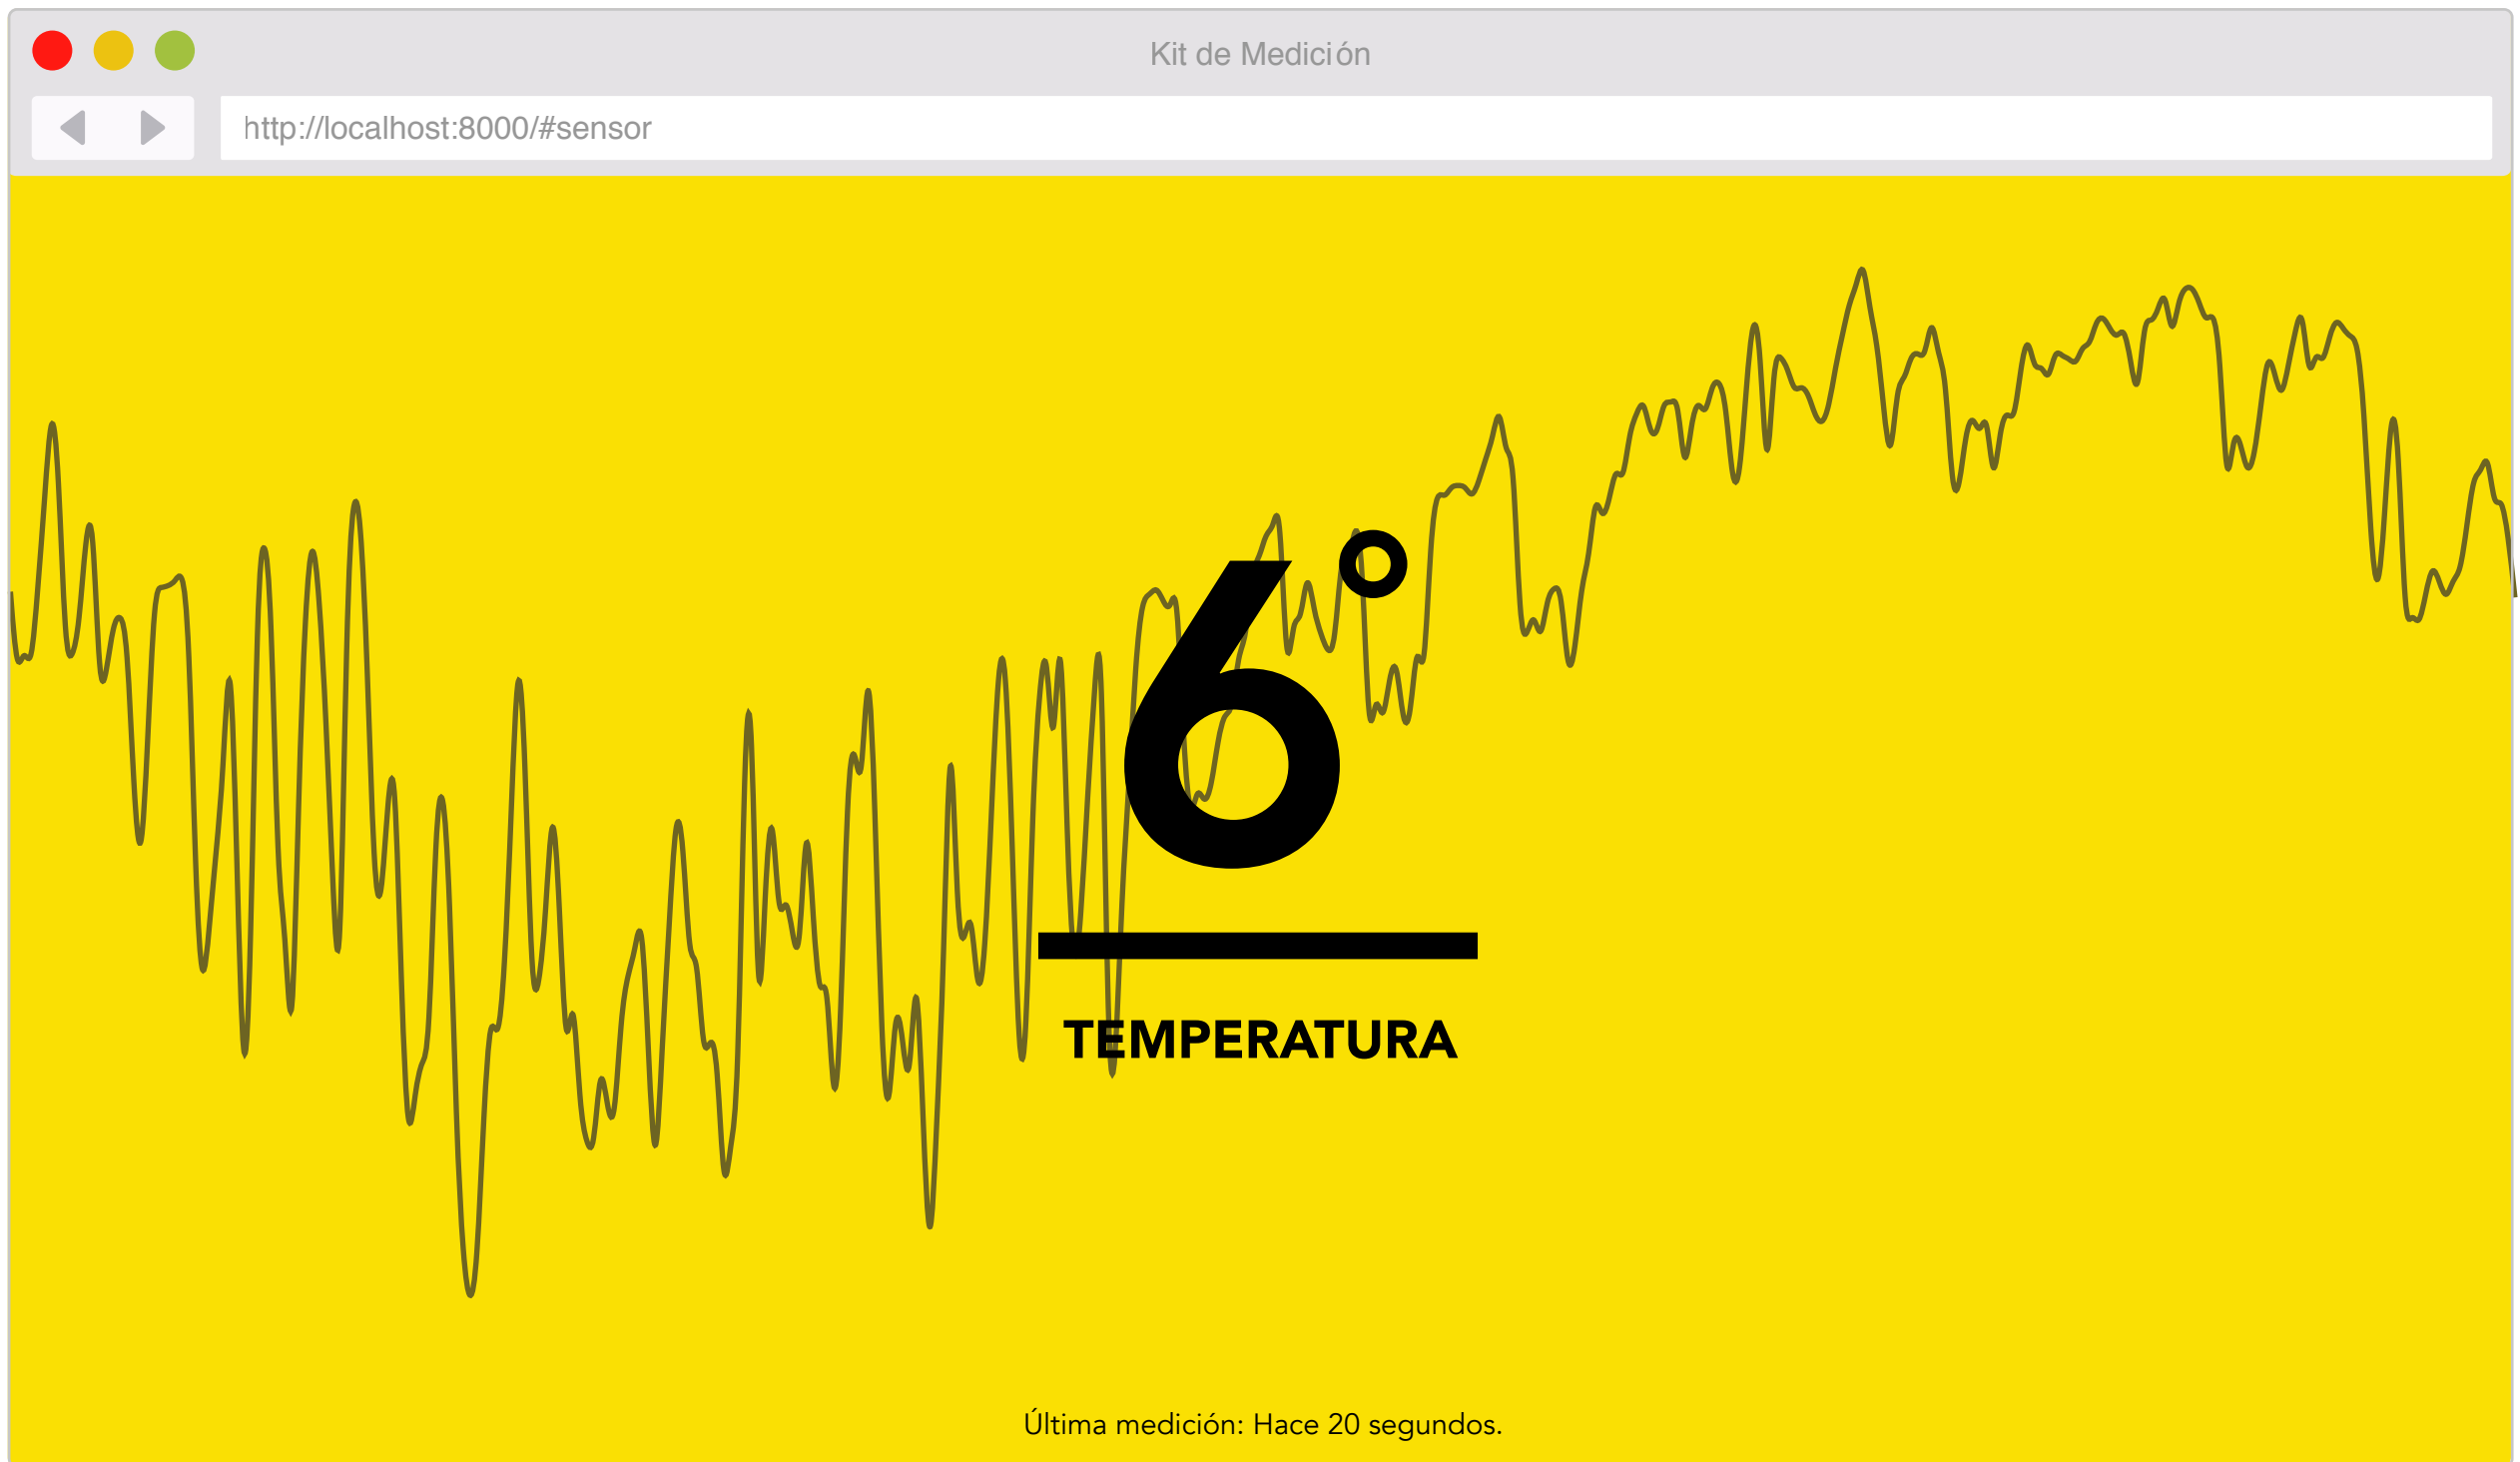 Kit de Medición
http://localhost:8000/#sensor
6°
TEMPERATURA
Última medición: Hace 20 segundos.